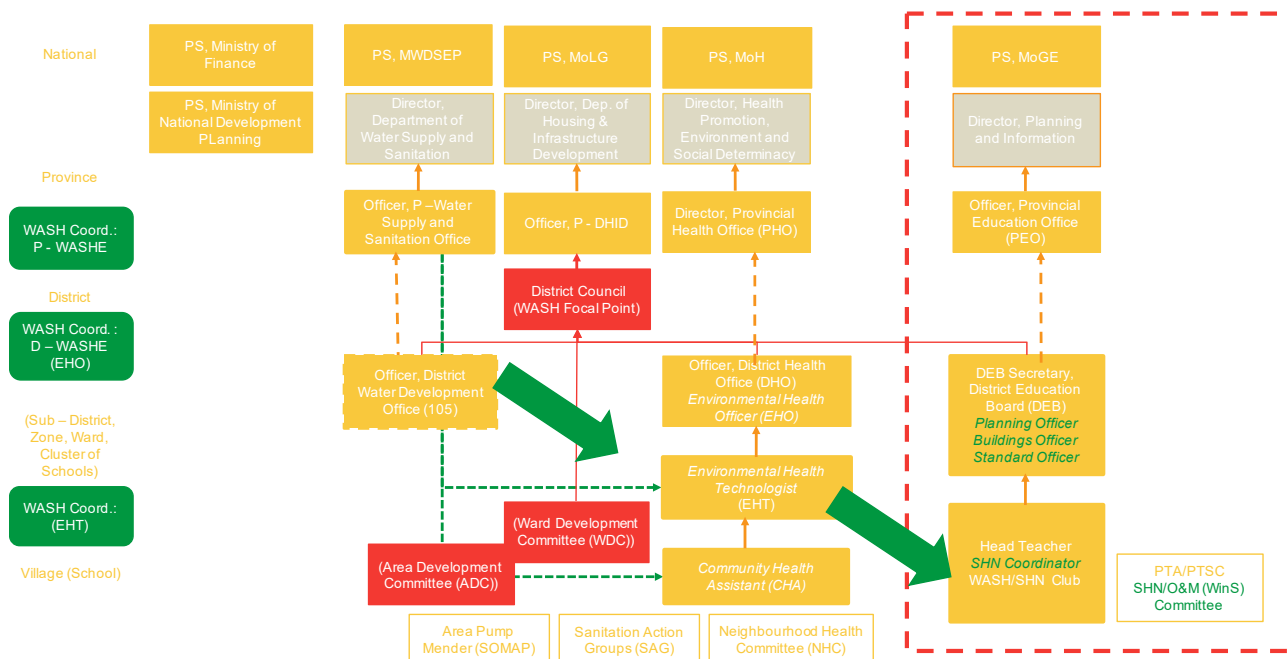 National
PS, Ministry of
Finance
PS, MWDSEP
PS, MoLG
PS, MoH
PS, MoGE
PS, Ministry of
National Development
PLanning
Director,
Department of
Water Supply and
Sanitation
Director, Dep. of
Housing &
Infrastructure
Development
Director, Health
Promotion,
Environment and
Social Determinacy
Director, Planning
and Information
Province
WASH Coord.:
P - WASHE
Officer, P –Water
Supply and
Sanitation Office
Officer, P - DHID
Director, Provincial
Health Office (PHO)
Officer, Provincial
Education Office
(PEO)
District
District Council
(WASH Focal Point)
WASH Coord. :
D – WASHE
(EHO)
Officer, District
Water Development
Office (105)
Officer, District Health
Office (DHO)
Environmental Health
Officer (EHO)
DEB Secretary,
District Education
Board (DEB)
Planning Officer
Buildings Officer
Standard Officer
(Sub – District,
Zone, Ward,
Cluster of
Schools)
WASH Coord.:
(EHT)
Environmental Health
Technologist
(EHT)
(Ward Development
Committee (WDC))
Head Teacher
SHN Coordinator
WASH/SHN Club
Village (School)
(Area Development
Committee (ADC))
Community Health
Assistant (CHA)
PTA/PTSC
SHN/O&M (WinS)
Committee
Area Pump
Mender (SOMAP)
Sanitation Action
Groups (SAG)
Neighbourhood Health
Committee (NHC)